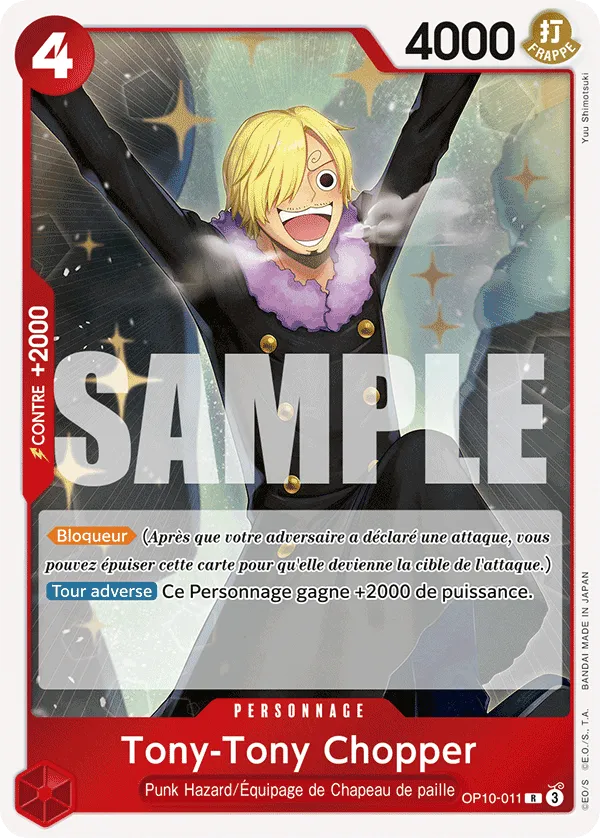 4
4000
打
FRAPPE
Yuu Shimotsuki
CONTRE +2000
SAMPLE
Bloqueur (Après que votre adversaire a déclaré une attaque, vous
pouvez épuiser cette carte pour qu'elle devienne la cible de l'attaque.)
Tour adverse Ce Personnage gagne +2000 de puissance.
PERSONNAGE
Tony-Tony Chopper
Punk Hazard/Équipage de Chapeau de paille
OP10-011 R 3
©E/S ©E.O./S., T.A. BANDAI MADE IN JAPAN